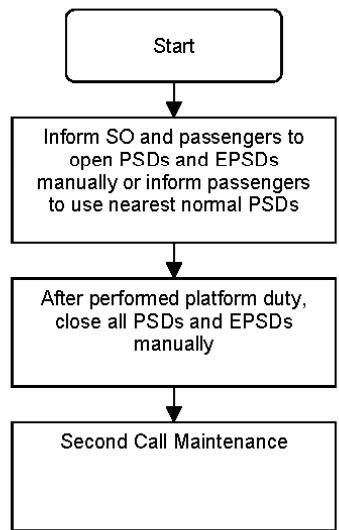 Start
Inform SO and passengers to
open PSDs and EPSDs
manually or inform passengers
to use nearest normal PSDs
After performed platform duty,
close all PSDs and EPSDs
manually
Second Call Maintenance